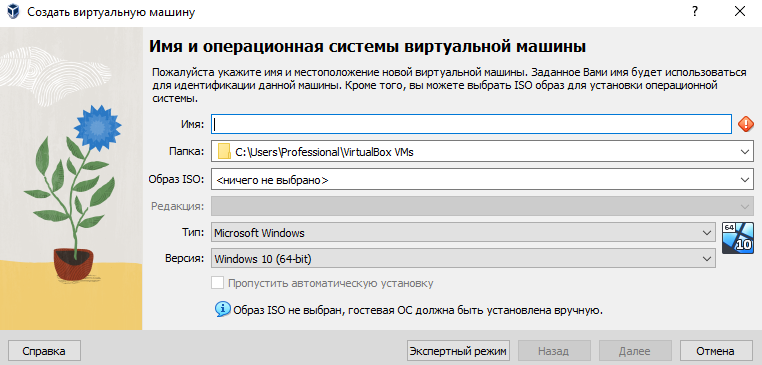 Создать виртуальную машину
? ×
Имя и операционная системы виртуальной машины
Пожалуйста укажите имя и местоположение новой виртуальной машины. Заданное Вами имя будет использоваться
для идентификации данной машины. Кроме того, вы можете выбрать ISO образ для установки операционной
системы.
Имя:
Папка: C:\Users\Professional\VirtualBox VMs
Образ ISO: <ничего не выбрано>
Редакция:
Тип: Microsoft Windows
64
10
Версия: Windows 10 (64-bit)
Пропустить автоматическую установку
Образ ISO не выбран, гостевая ОС должна быть установлена вручную.
Справка Экспертный режим Назад Далее Отмена